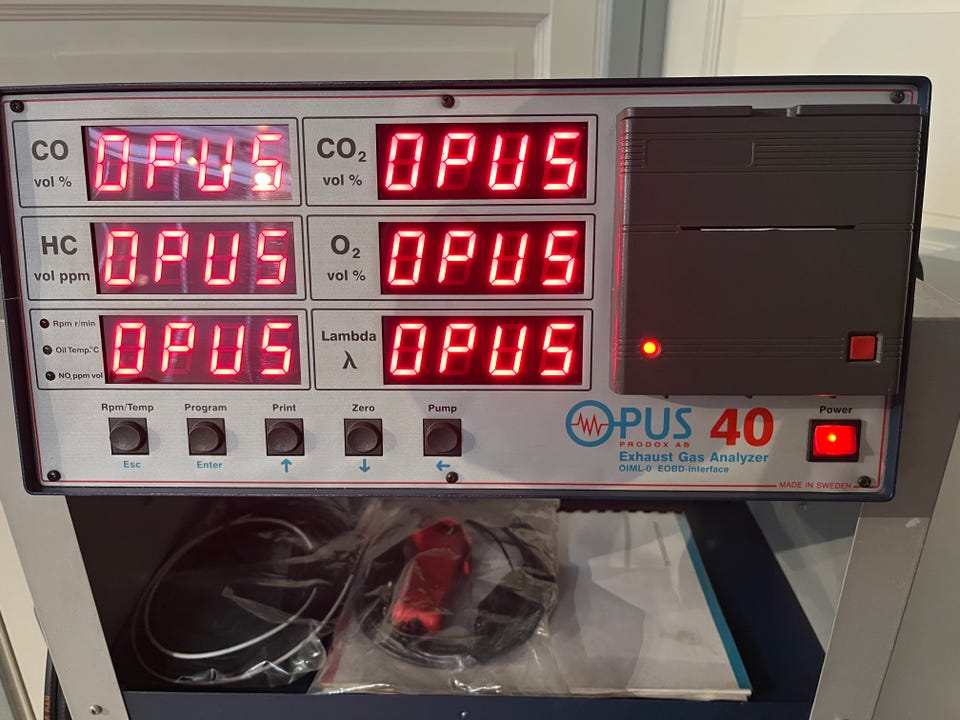 CO
vol %
OPUS
CO₂
vol %
OPUS
HC
vol ppm
OPUS
O₂
vol %
OPUS
Rpm r/min
Oil Temp.°C
NOx ppm vol
OPUS
Lambda
λ
OPUS
Rpm/Temp
Program
Print
Zero
Pump
Esc
Enter
↑
↓
←
OPUS 40
PRODOX AB
Exhaust Gas Analyzer
OIML-0 EOBD-interface
Power
MADE IN SWEDEN